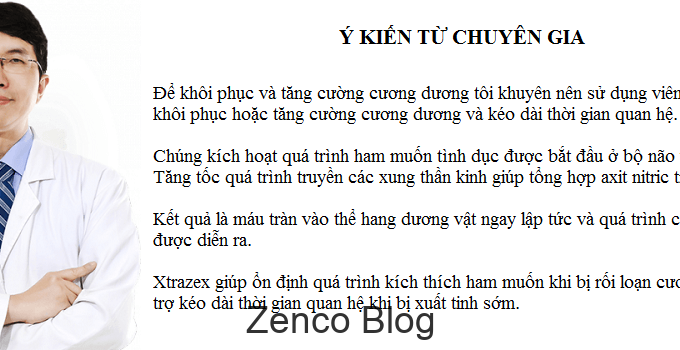 Ý KIẾN TỪ CHUYÊN GIA
Để khôi phục và tăng cường cương dương tôi khuyên nên sử dụng viên
khôi phục hoặc tăng cường cương dương và kéo dài thời gian quan hệ.
Chúng kích hoạt quá trình ham muốn tình dục được bắt đầu ở bộ não
Tăng tốc quá trình truyền các xung thần kinh giúp tổng hợp axit nitric
Kết quả là máu tràn vào thể hang dương vật ngay lập tức và quá trình
được diễn ra.
Xtrazex giúp ổn định quá trình kích thích ham muốn khi bị rối loạn
trợ kéo dài thời gian quan hệ khi bị xuất tinh sớm.
Zenco Blog